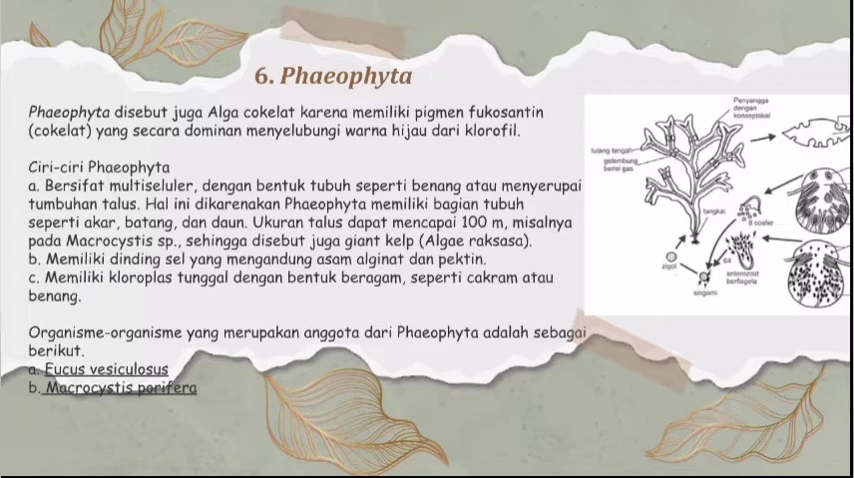 6. Phaeophyta
Phaeophyta disebut juga Alga cokelat karena memiliki pigmen fukosantin
(cokelat) yang secara dominan menyelubungi warna hijau dari klorofil.
Ciri-ciri Phaeophyta
a. Bersifat multiseluler, dengan bentuk tubuh seperti benang atau menyerupai
tumbuhan talus. Hal ini dikarenakan Phaeophyta memiliki bagian tubuh
seperti akar, batang, dan daun. Ukuran talus dapat mencapai 100 m, misalnya
pada Macrocystis sp., sehingga disebut juga giant kelp (Algae raksasa).
b. Memiliki dinding sel yang mengandung asam alginat dan pektin.
c. Memiliki kloroplas tunggal dengan bentuk beragam, seperti cakram atau
benang.
Organisme-organisme yang merupakan anggota dari Phaeophyta adalah sebagai
berikut.
a. Fucus vesiculosus
b. Macrocystis porifera
Penyangga
dengan
konseptakel
tulang tengah
gelembung
berisi gas
tangkai
8 oosfer
zigot
64
anterozoid
berflagela
singami